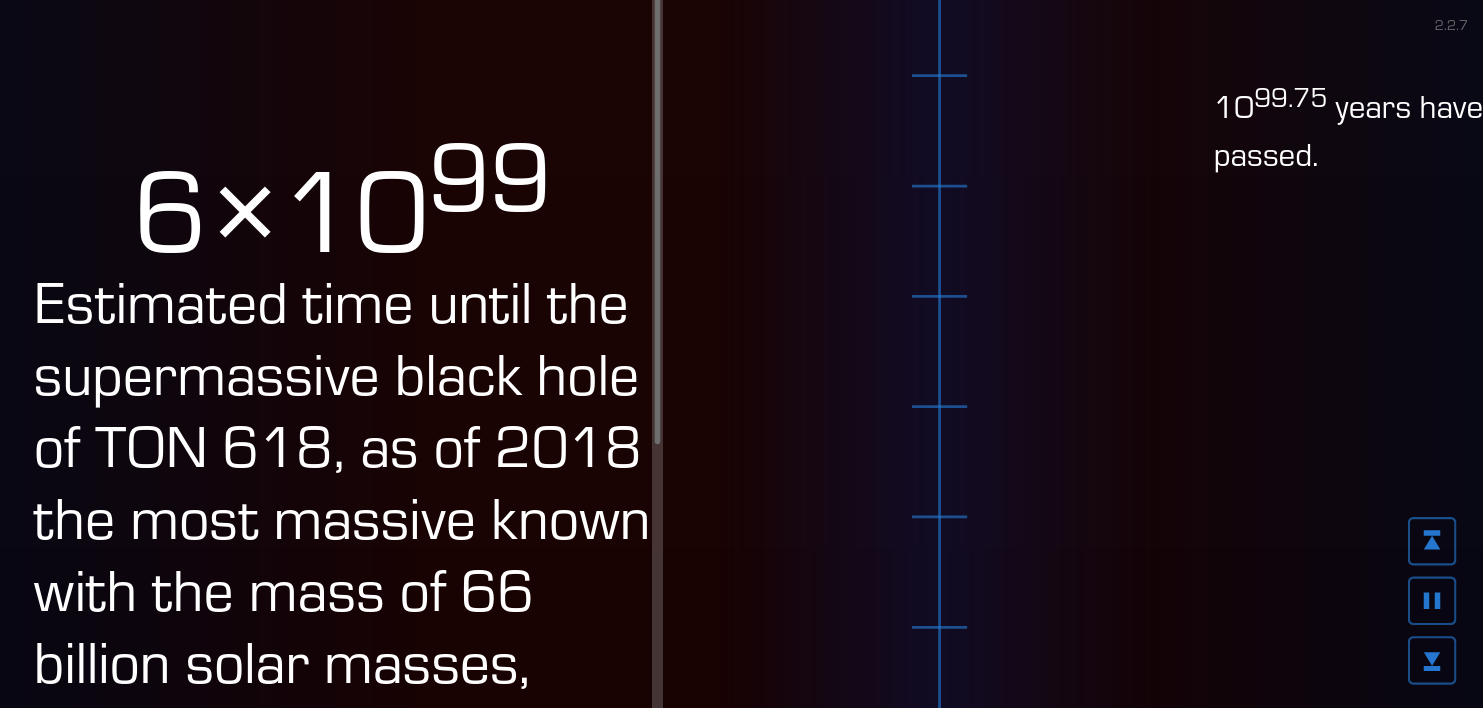 2.2.7
10^99.75 years have
passed.
6×10^99
Estimated time until the
supermassive black hole
of TON 618, as of 2018
the most massive known
with the mass of 66
billion solar masses,